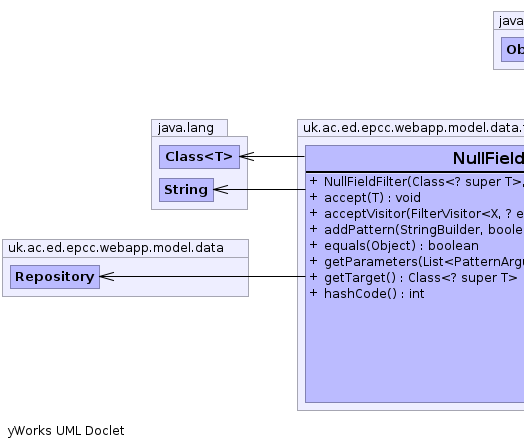 java
Ob
java.lang
Class<T>
String
uk.ac.ed.epcc.webapp.model.data
Repository
uk.ac.ed.epcc.webapp.model.data.
NullField
+ NullFieldFilter(Class<? super T>,
+ accept(T) : void
+ acceptVisitor(FilterVisitor<X, ? e
+ addPattern(StringBuilder, boole
+ equals(Object) : boolean
+ getParameters(List<PatternArgu
+ getTarget() : Class<? super T>
+ hashCode() : int
yWorks UML Doclet